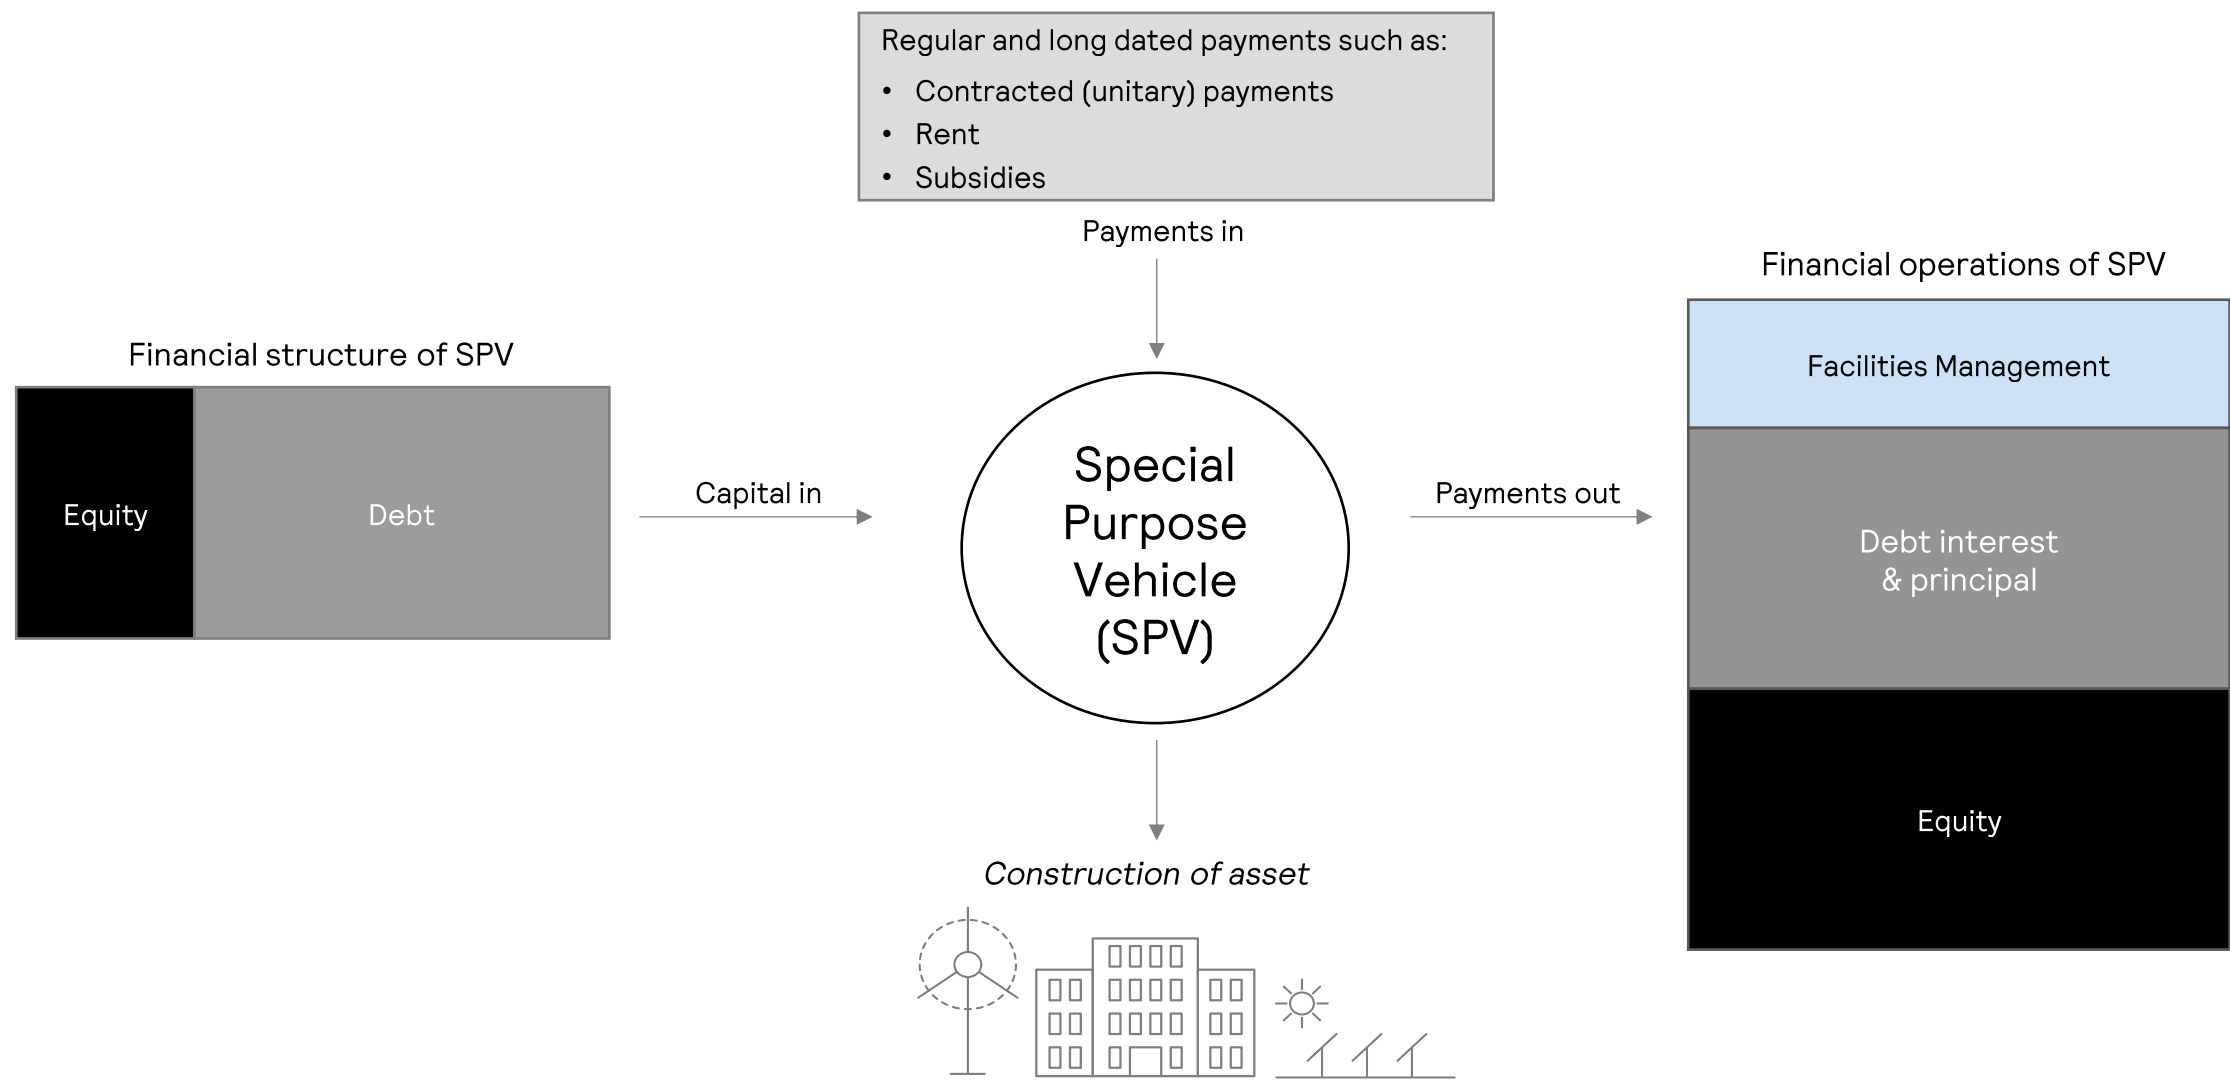 Regular and long dated payments such as:
• Contracted (unitary) payments
• Rent
• Subsidies
Payments in
Financial structure of SPV
Equity
Debt
Capital in
Special
Purpose
Vehicle
(SPV)
Payments out
Financial operations of SPV
Facilities Management
Debt interest
& principal
Equity
Construction of asset